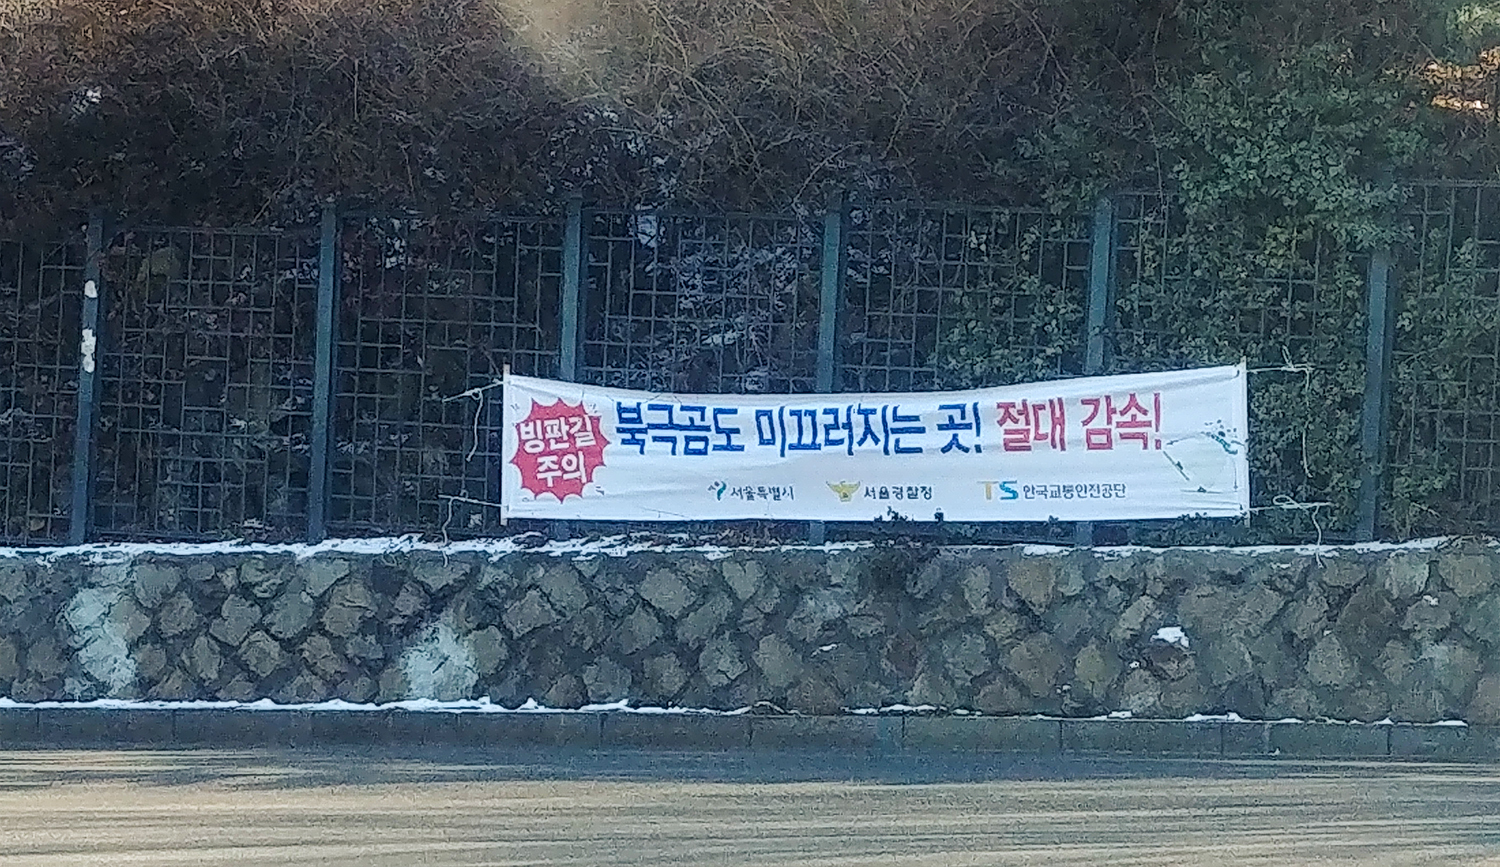 빙판길
주의
북극곰도 미끄러지는 곳! 절대 감속!
서울특별시
서울경찰청
TS 한국교통안전공단